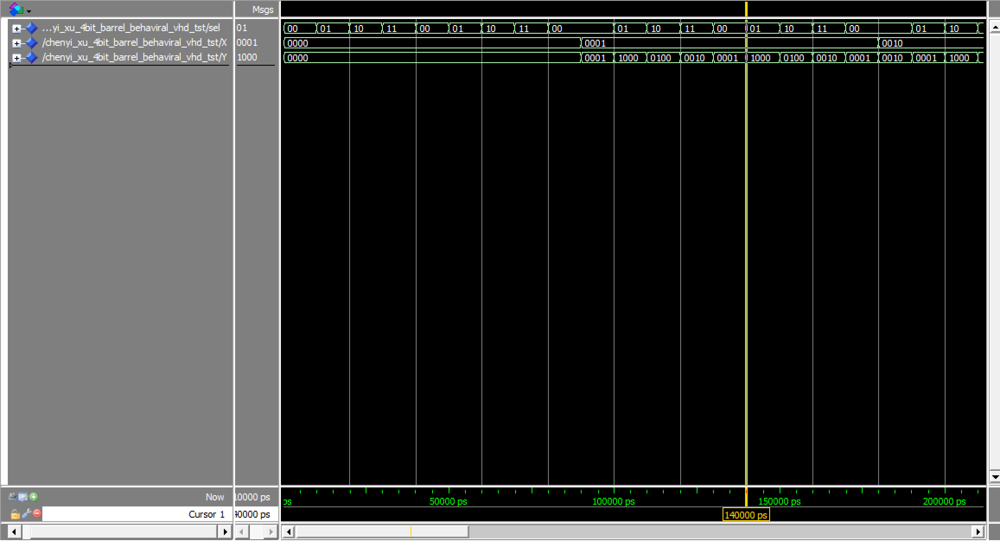 Msgs
...yi_xu_4bit_barrel_behaviral_vhd_tst/sel 01 00 01 10 11 00 01 10 11 00 01 10 11 00 01 10 11 00 01 10
/chenyi_xu_4bit_barrel_behaviral_vhd_tst/X 0001 0000 0001 0010
/chenyi_xu_4bit_barrel_behaviral_vhd_tst/Y 1000 0000 0001 1000 0100 0010 0001 1000 0100 0010 0001 0010 0001 1000
Now 10000 ps ps 50000 ps 100000 ps 150000 ps 200000 ps
Cursor 1 40000 ps 140000 ps